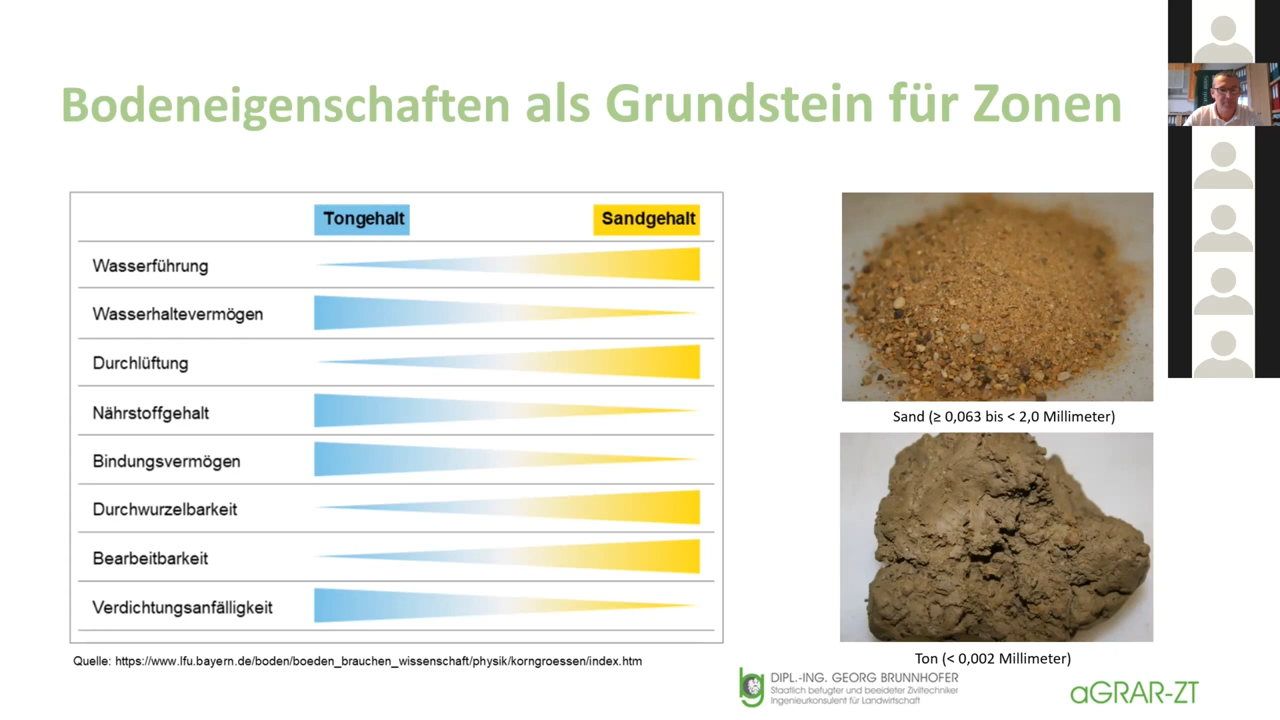 Bodeneigenschaften als Grundstein für Zonen
Tongehalt
Sandgehalt
Wasserführung
Wasserhaltevermögen
Durchlüftung
Nährstoffgehalt
Bindungsvermögen
Durchwurzelbarkeit
Bearbeitbarkeit
Verdichtungsanfälligkeit
Quelle: https://www.lfu.bayern.de/boden/boeden_brauchen_wissenschaft/physik/korngroessen/index.htm
Sand (≥ 0,063 bis < 2,0 Millimeter)
Ton (< 0,002 Millimeter)
bg
DIPL.-ING. GEORG BRUNNHOFER
Staatlich befugter und beeideter Ziviltechniker
Ingenieurkonsulent für Landwirtschaft
aGRAR-ZT